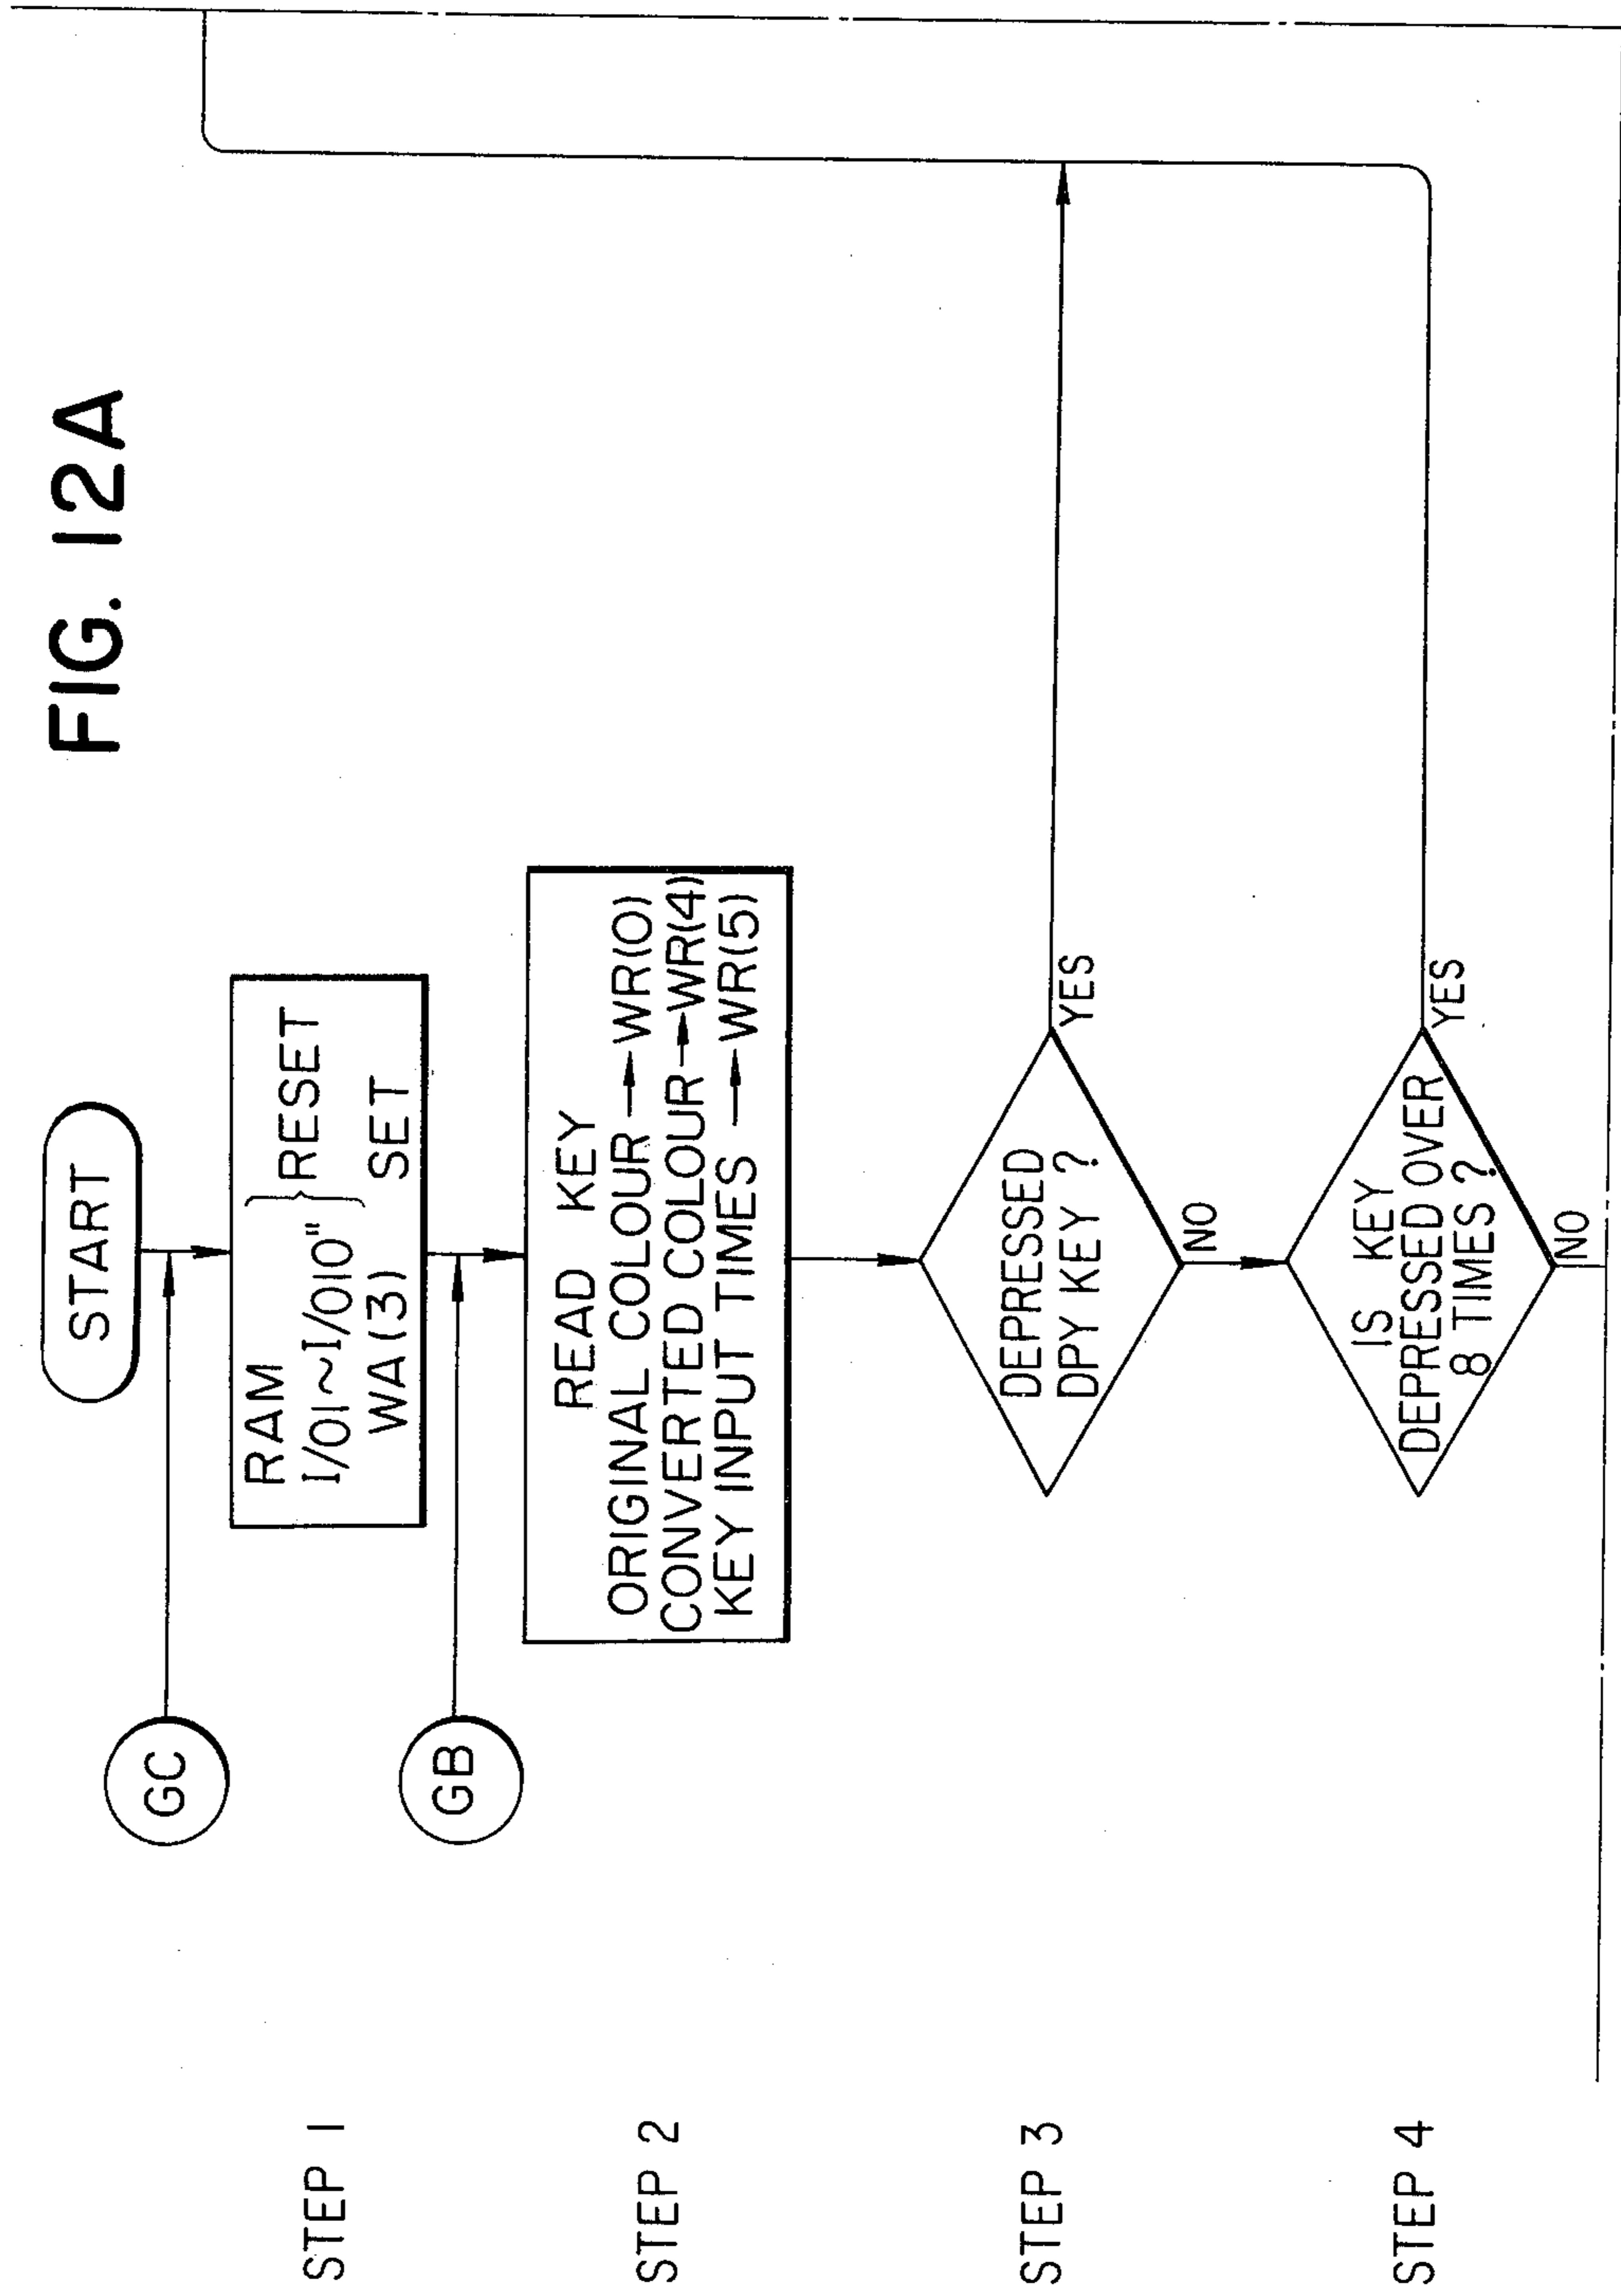 FIG. 12A
START
GC
STEP 1
RAM
I/O1~I/O10" } RESET
WA(3) SET
GB
STEP 2
READ KEY
ORIGINAL COLOUR → WR(0)
CONVERTED COLOUR → WR(4)
KEY INPUT TIMES → WR(5)
STEP 3
DEPRESSED
DPY KEY ?
YES
NO
STEP 4
IS KEY
DEPRESSED OVER
8 TIMES ?
YES
NO